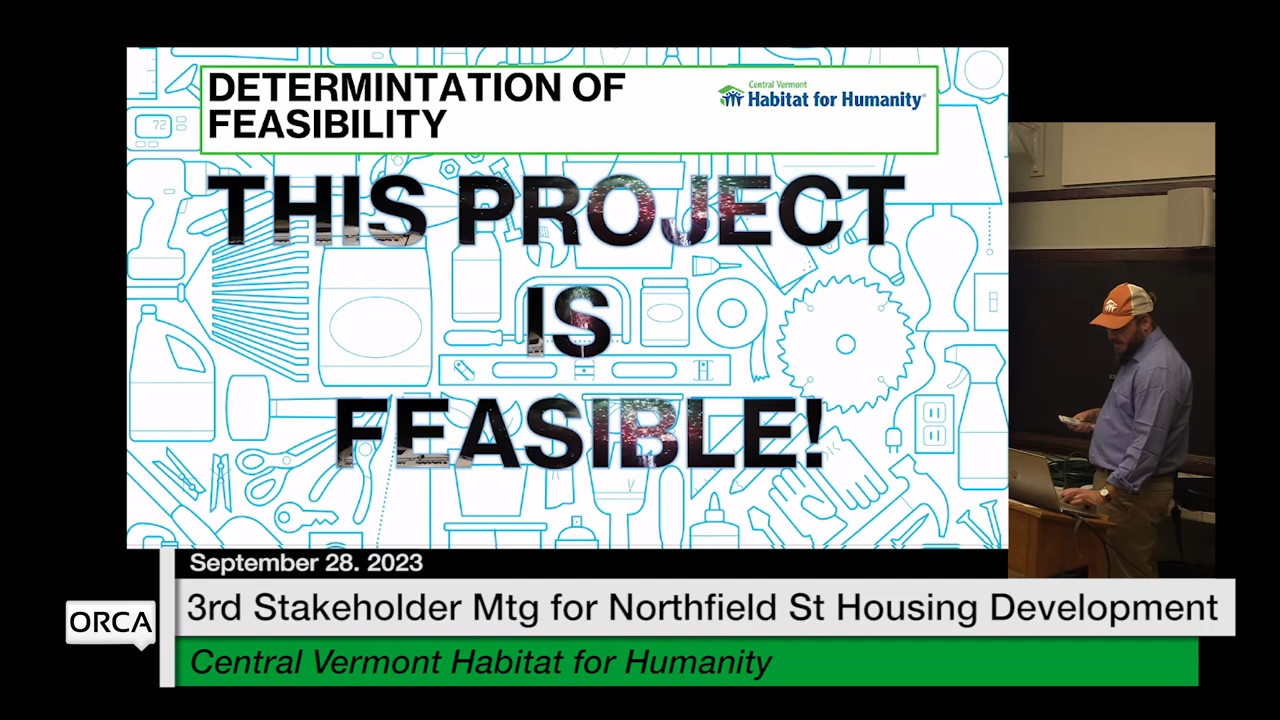 DETERMINTATION OF
FEASIBILITY
Central Vermont
Habitat for Humanity®
72
THIS PROJECT
IS
FEASIBLE!
September 28. 2023
3rd Stakeholder Mtg for Northfield St Housing Development
ORCA
Central Vermont Habitat for Humanity